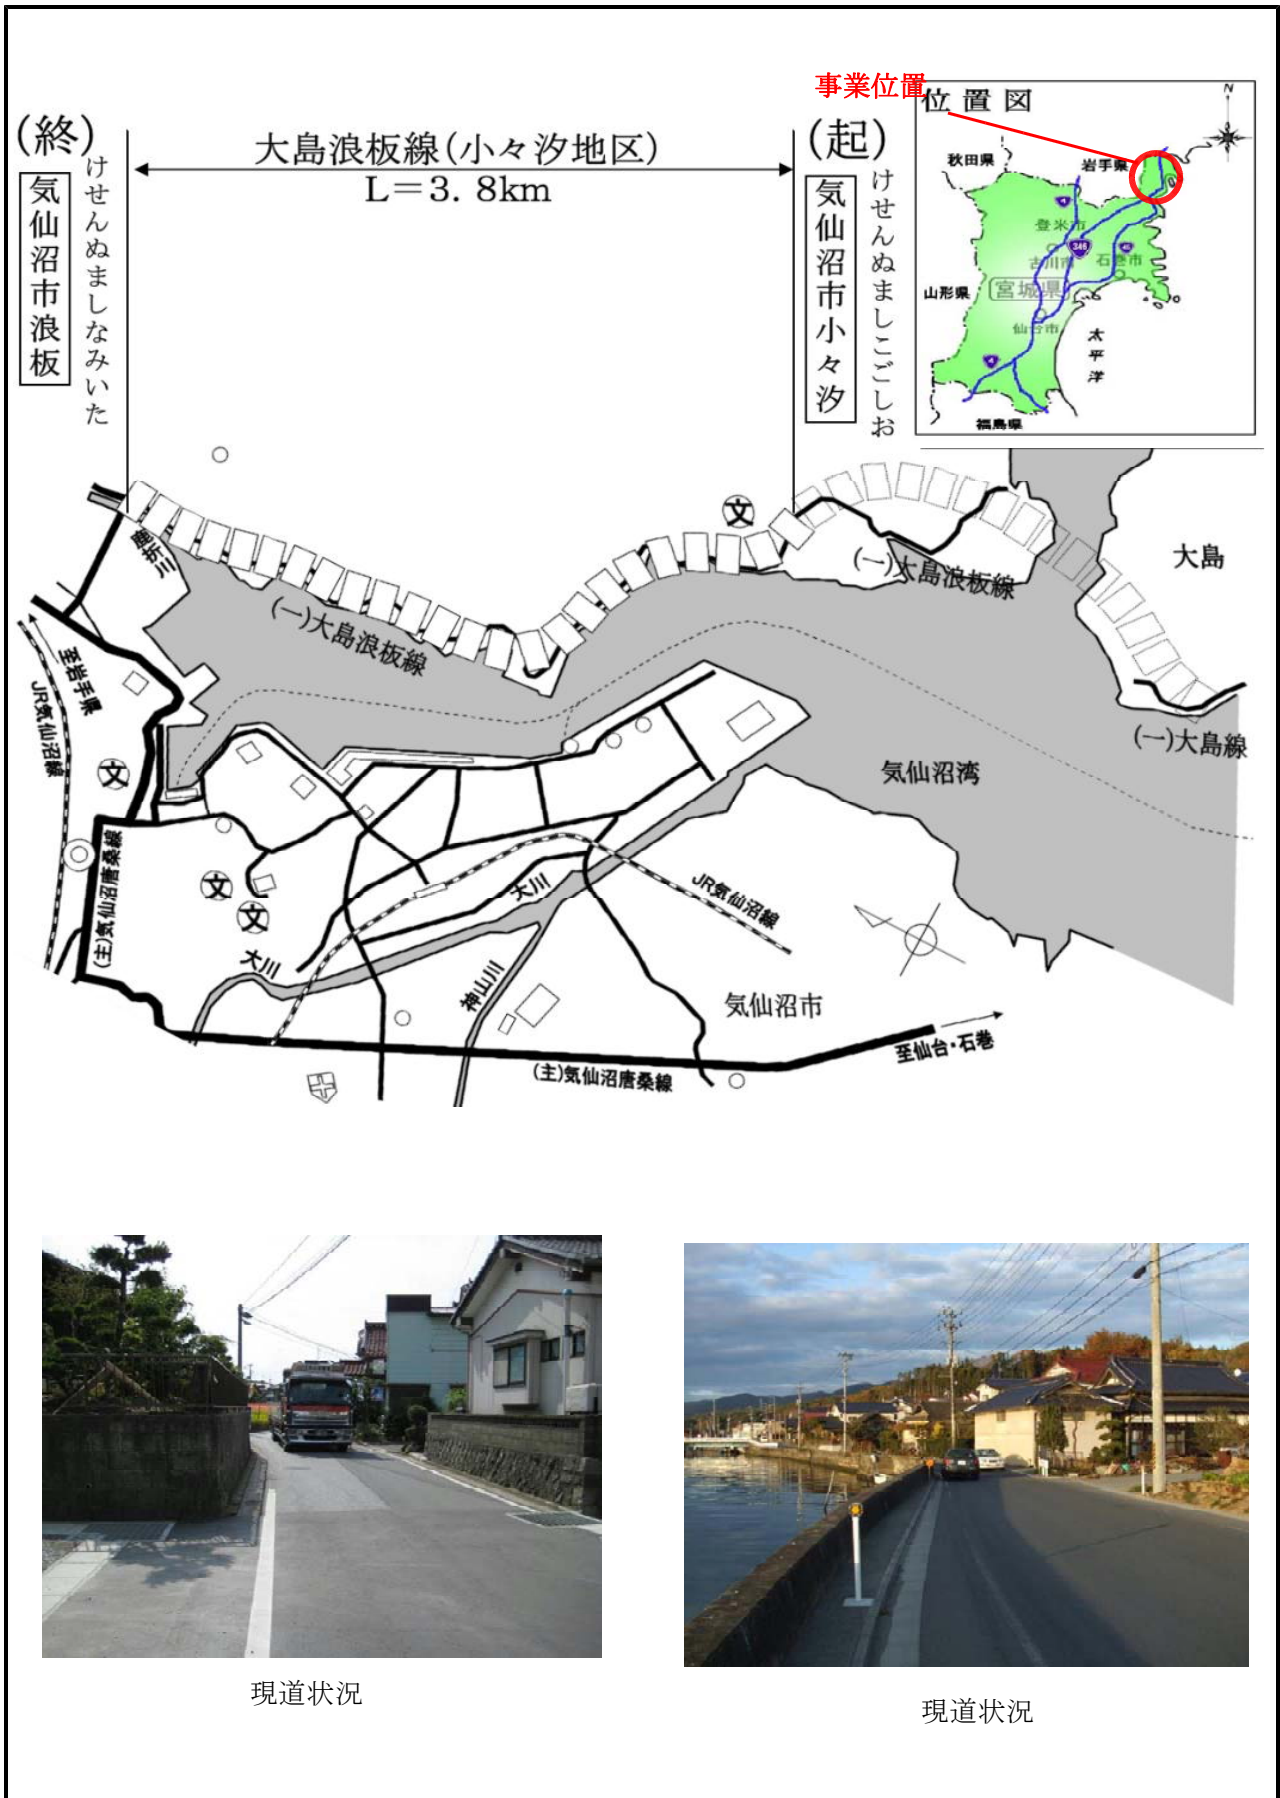 事業位置
位置図
N
秋田県
岩手県
4
登米市
346
45
古川市
石巻市
山形県
宮城県
仙台市
太平洋
4
福島県
(終)
気仙沼市浪板
けせんぬましなみいた
大島浪板線(小々汐地区)
L=3.8km
(起)
気仙沼市小々汐
けせんぬましこごしお
文
鹿折川
(一)大島浪板線
(一)大島浪板線
大島
至岩手県
JR気仙沼線
(一)大島線
文
気仙沼湾
(主)気仙沼唐桑線
文
文
大川
JR気仙沼線
大川
神山川
気仙沼市
至仙台・石巻
(主)気仙沼唐桑線
現道状況
現道状況